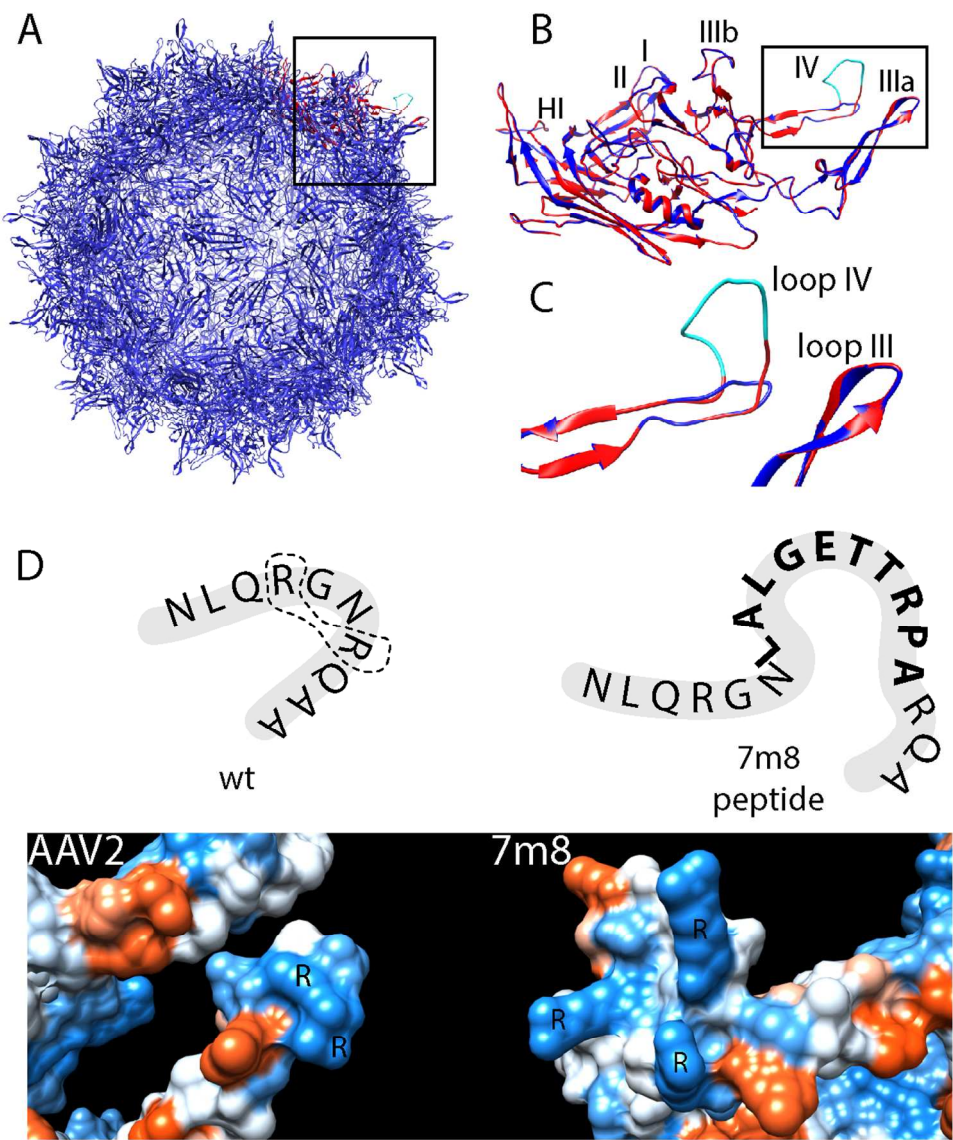 A
B
I
II
IIIb
IV
IIIa
HI
C
loop IV
loop III
D
NLQRGNRQAA
wt
NLQRGNLALGETTRPARQA
7m8
peptide
AAV2
R
R
7m8
R
R
R